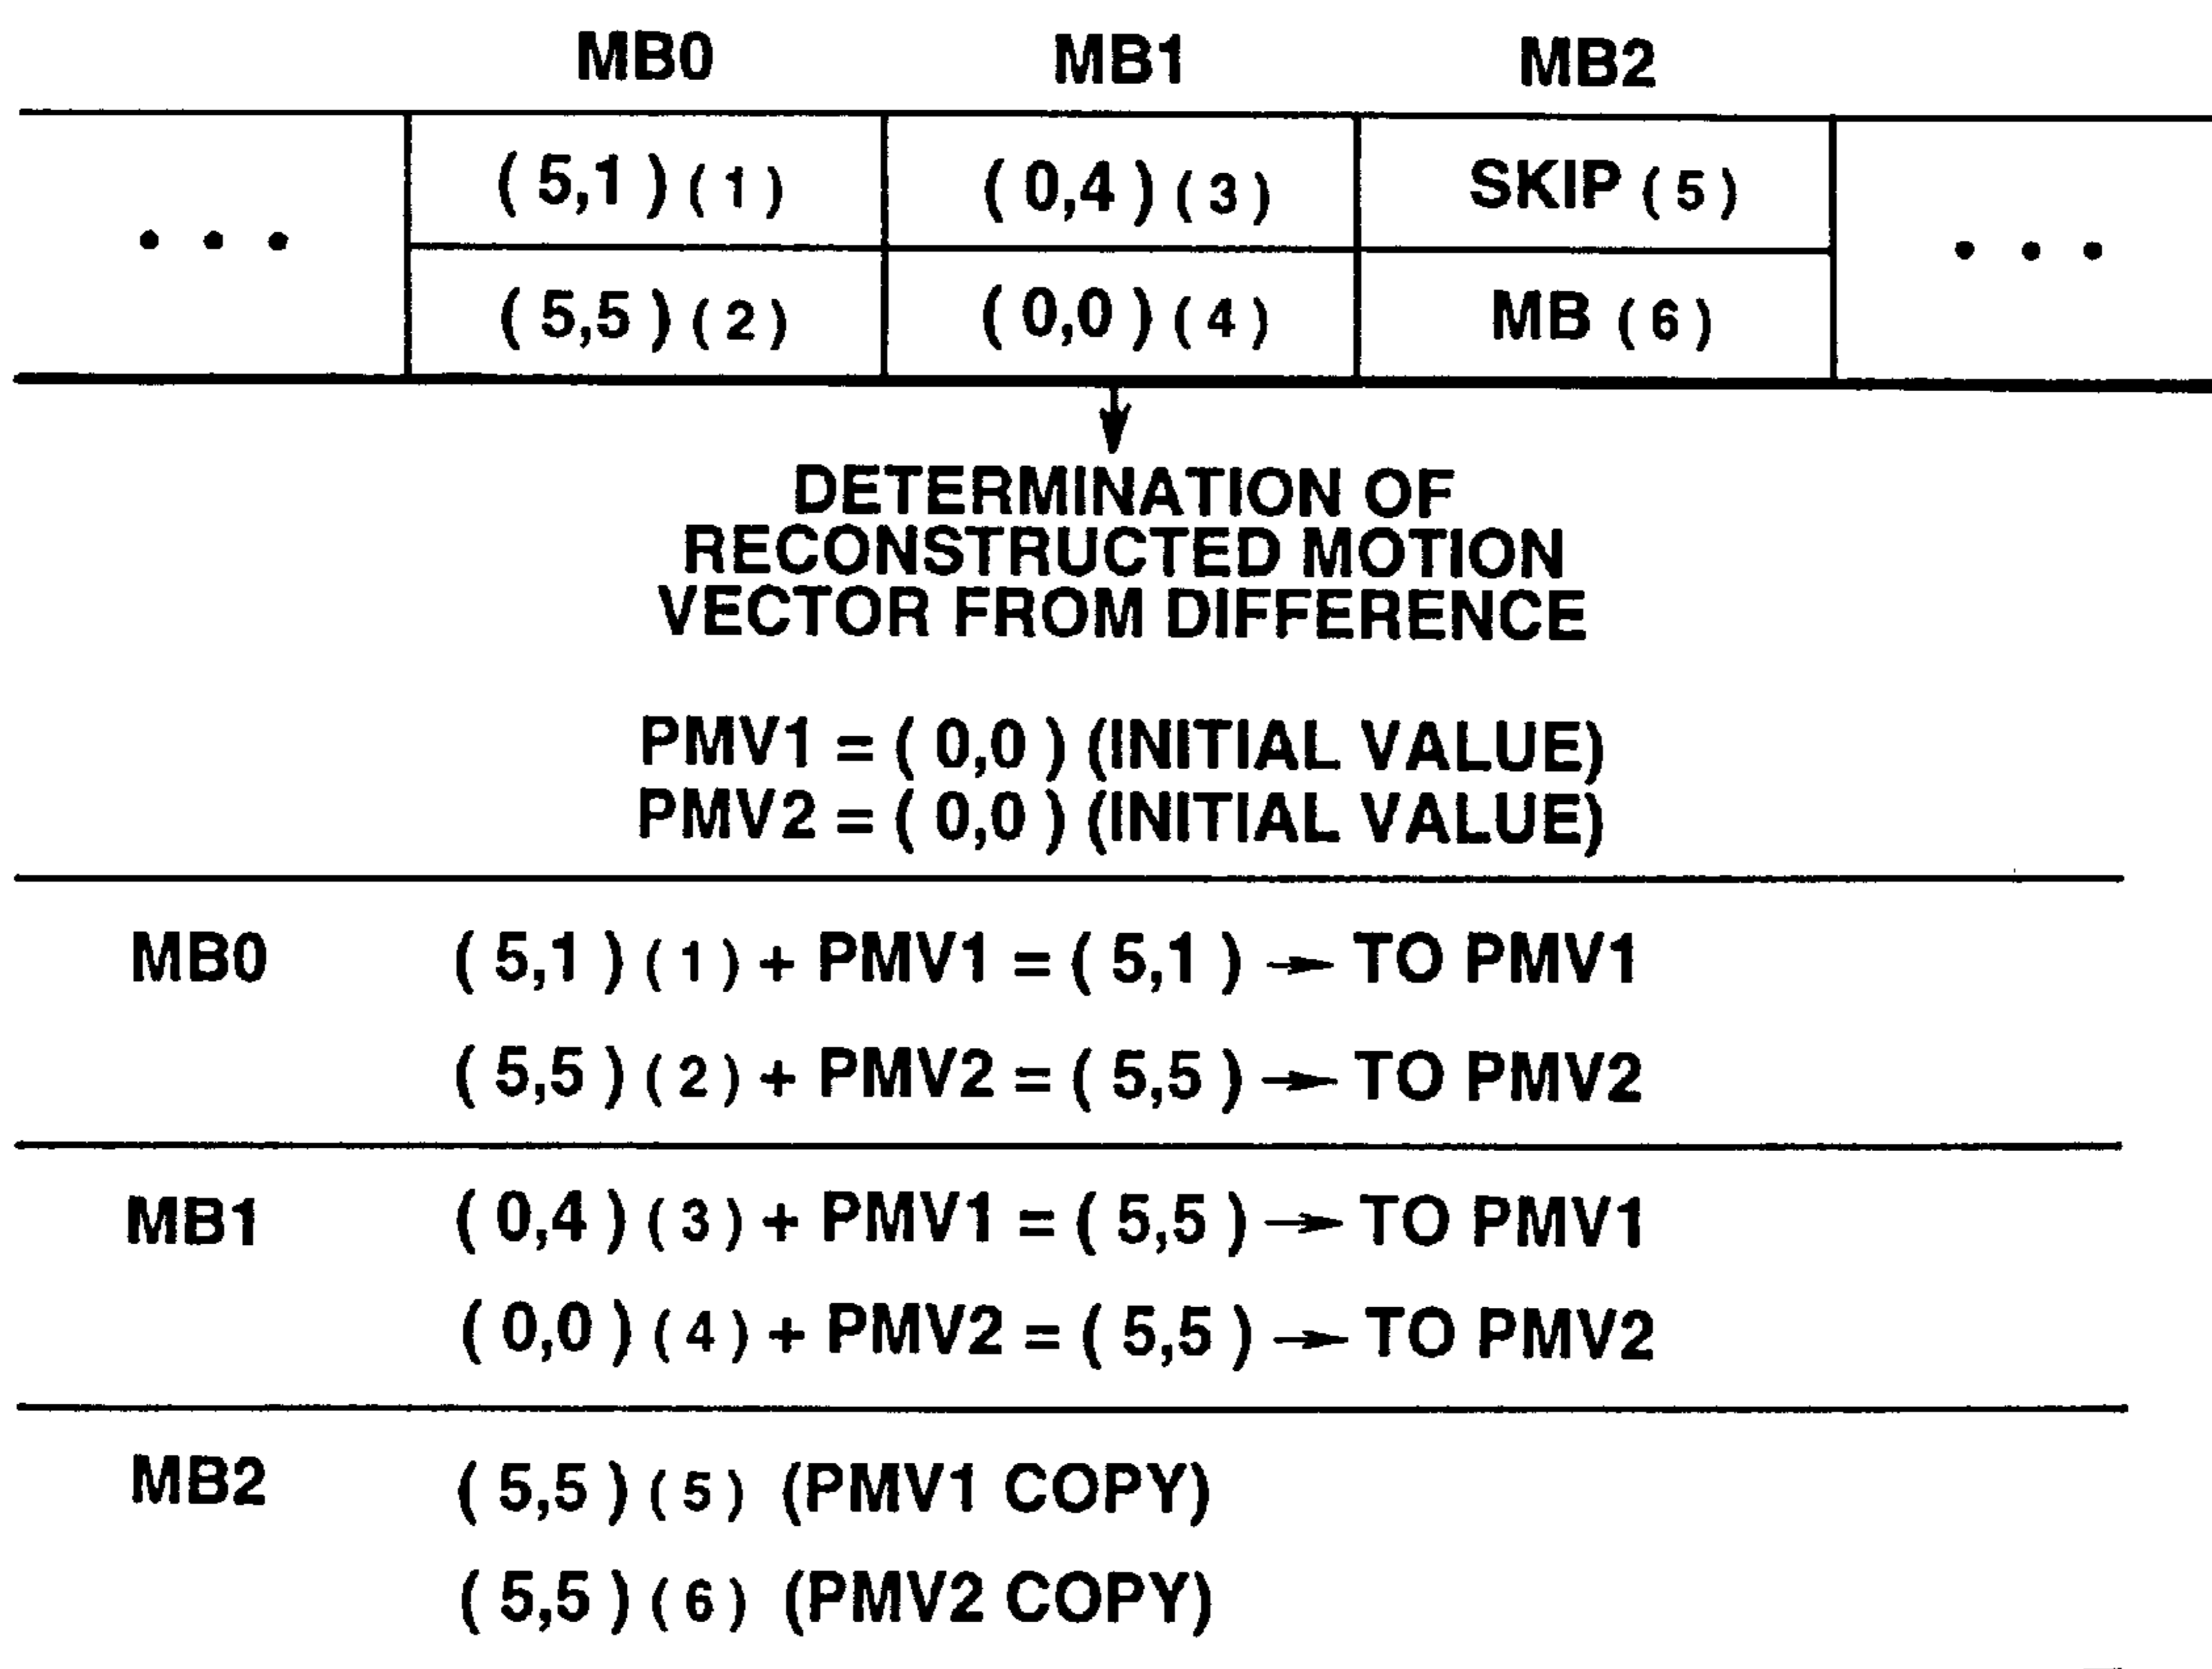 MB0 MB1 MB2
( 5,1 ) ( 1 ) ( 0,4 ) ( 3 ) SKIP ( 5 )
• • • • • •
( 5,5 ) ( 2 ) ( 0,0 ) ( 4 ) MB ( 6 )
DETERMINATION OF
RECONSTRUCTED MOTION
VECTOR FROM DIFFERENCE
PMV1 = ( 0,0 ) (INITIAL VALUE)
PMV2 = ( 0,0 ) (INITIAL VALUE)
MB0 ( 5,1 ) ( 1 ) + PMV1 = ( 5,1 ) → TO PMV1
( 5,5 ) ( 2 ) + PMV2 = ( 5,5 ) → TO PMV2
MB1 ( 0,4 ) ( 3 ) + PMV1 = ( 5,5 ) → TO PMV1
( 0,0 ) ( 4 ) + PMV2 = ( 5,5 ) → TO PMV2
MB2 ( 5,5 ) ( 5 ) (PMV1 COPY)
( 5,5 ) ( 6 ) (PMV2 COPY)